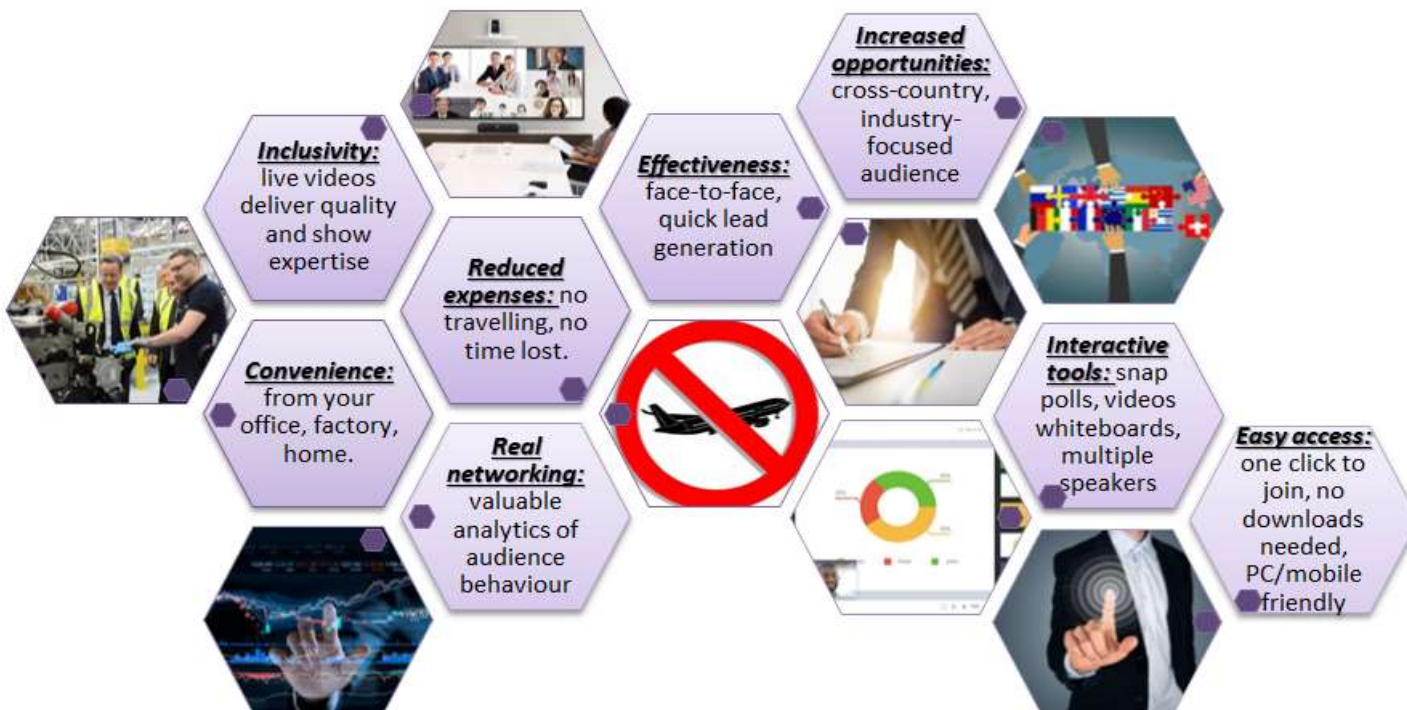 Inclusivity:
live videos
deliver quality
and show
expertise
Convenience:
from your
office, factory,
home.
Reduced
expenses: no
travelling, no
time lost.
Real
networking:
valuable
analytics of
audience
behaviour
Effectiveness:
face-to-face,
quick lead
generation
Increased
opportunities:
cross-country,
industry-
focused
audience
Interactive
tools: snap
polls, videos
whiteboards,
multiple
speakers
Easy access:
one click to
join, no
downloads
needed,
PC/mobile
friendly